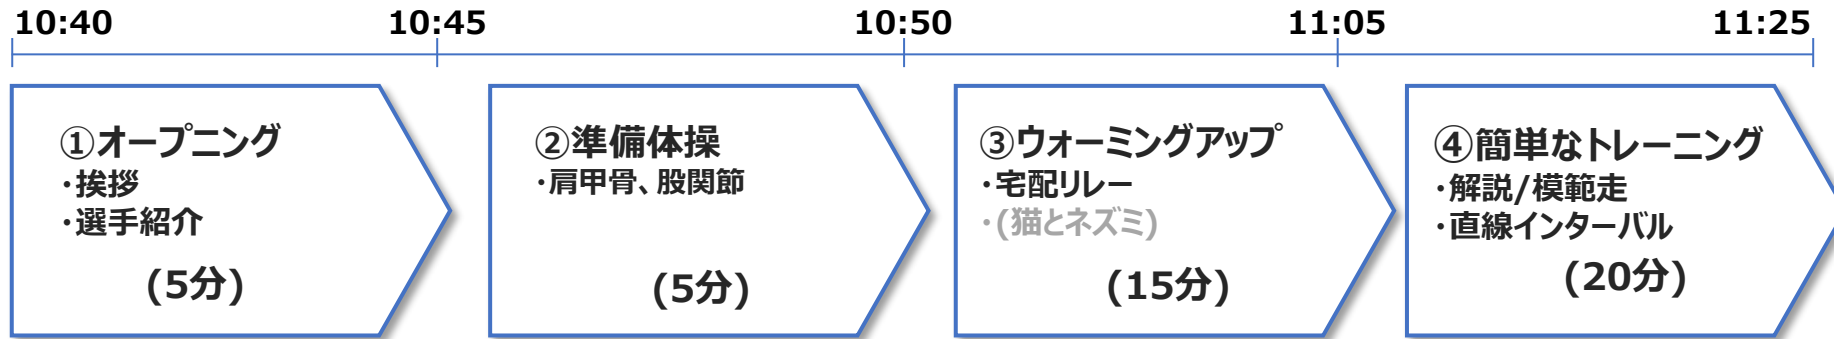 10:40 10:45 10:50 11:05 11:25
①オープニング
・挨拶
・選手紹介
(5分)
②準備体操
・肩甲骨、股関節
(5分)
③ウォーミングアップ
・宅配リレー
・(猫とネズミ)
(15分)
④簡単なトレーニング
・解説/模範走
・直線インターバル
(20分)